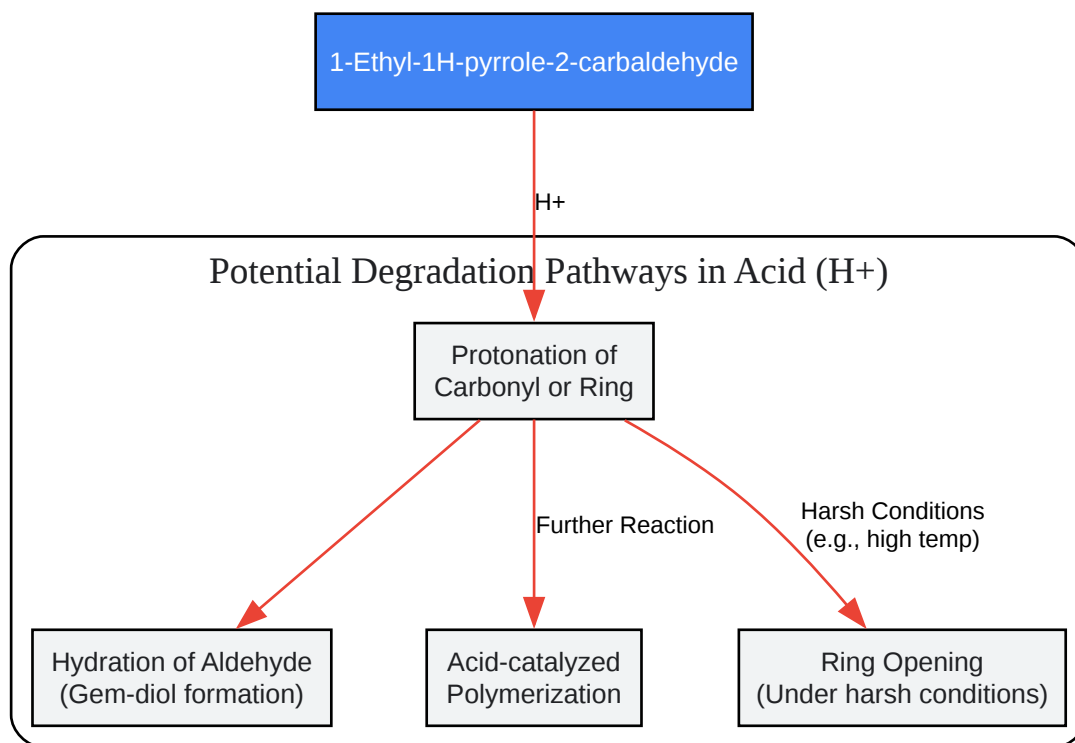 1-Ethyl-1H-pyrrole-2-carbaldehyde
H+
Potential Degradation Pathways in Acid (H+)
Protonation of
Carbonyl or Ring
Further Reaction
Harsh Conditions
(e.g., high temp)
Hydration of Aldehyde
(Gem-diol formation)
Acid-catalyzed
Polymerization
Ring Opening
(Under harsh conditions)